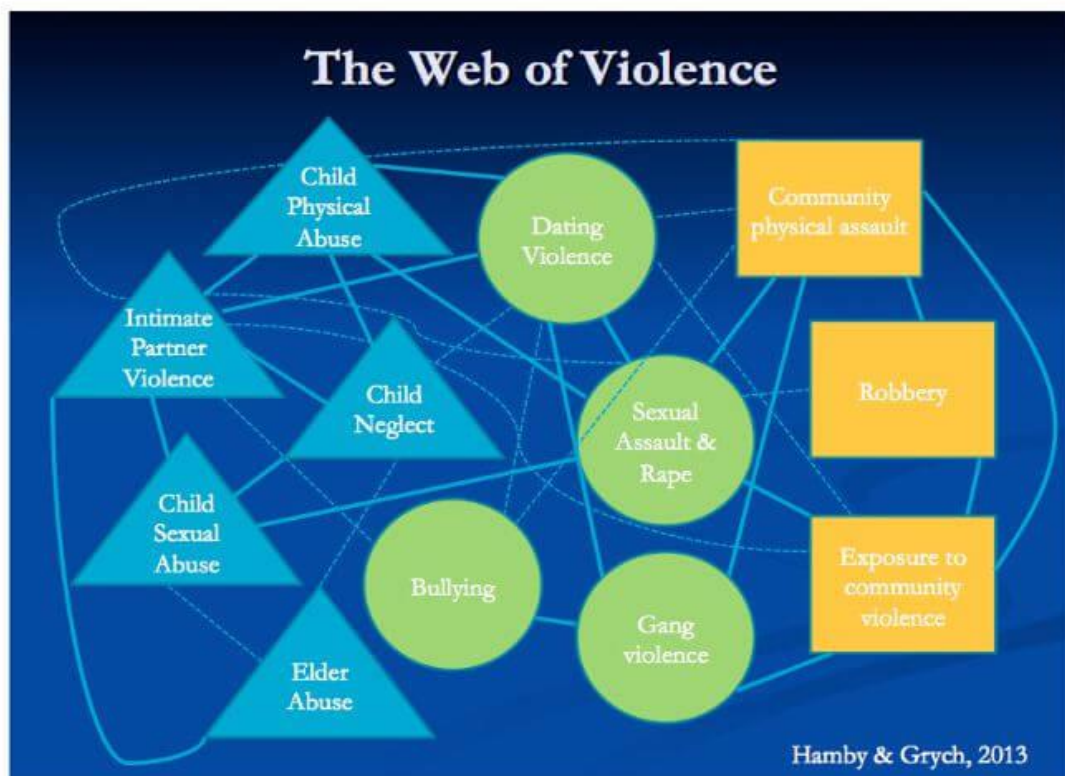 The Web of Violence
Child
Physical
Abuse
Dating
Violence
Community
physical assault
Intimate
Partner
Violence
Child
Neglect
Sexual
Assault &
Rape
Robbery
Child
Sexual
Abuse
Bullying
Gang
violence
Exposure to
community
violence
Elder
Abuse
Hamby & Grych, 2013